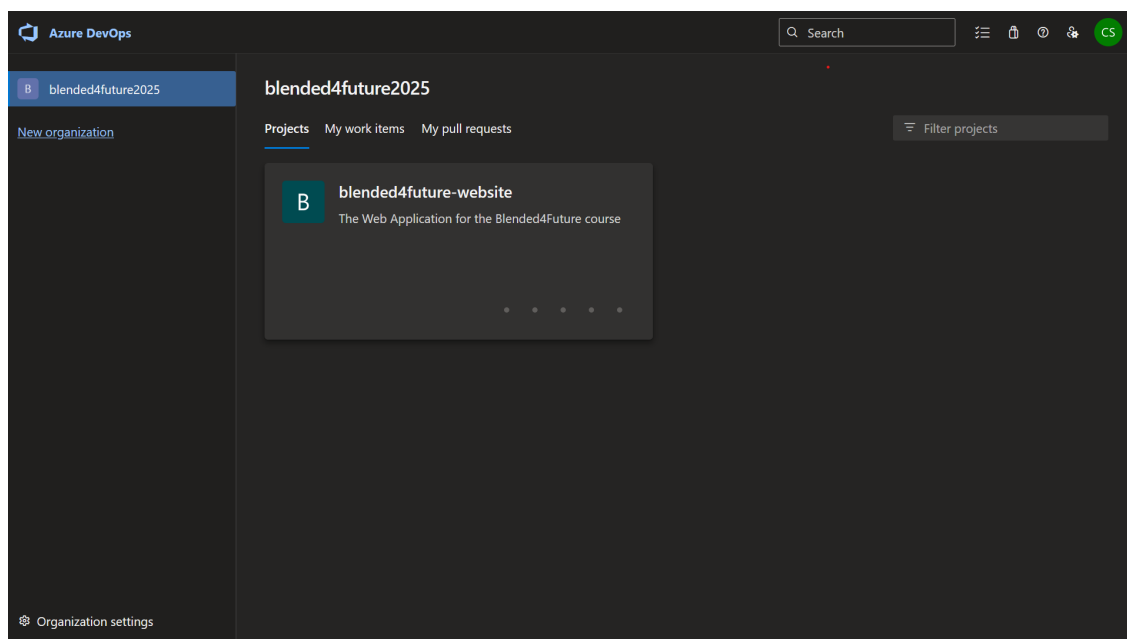 Azure DevOps
Search
CS
B blended4future2025
New organization
blended4future2025
Projects My work items My pull requests
Filter projects
B
blended4future-website
The Web Application for the Blended4Future course
Organization settings